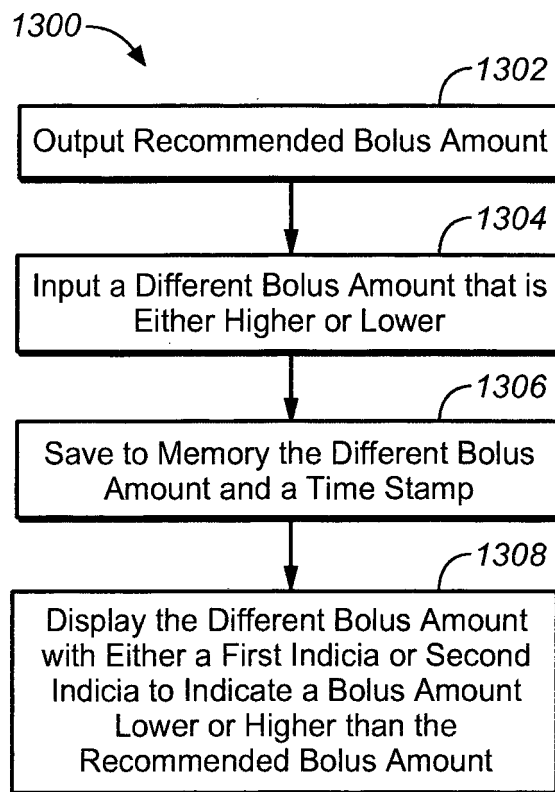 1300
1302
Output Recommended Bolus Amount
1304
Input a Different Bolus Amount that is
Either Higher or Lower
1306
Save to Memory the Different Bolus
Amount and a Time Stamp
1308
Display the Different Bolus Amount
with Either a First Indicia or Second
Indicia to Indicate a Bolus Amount
Lower or Higher than the
Recommended Bolus Amount